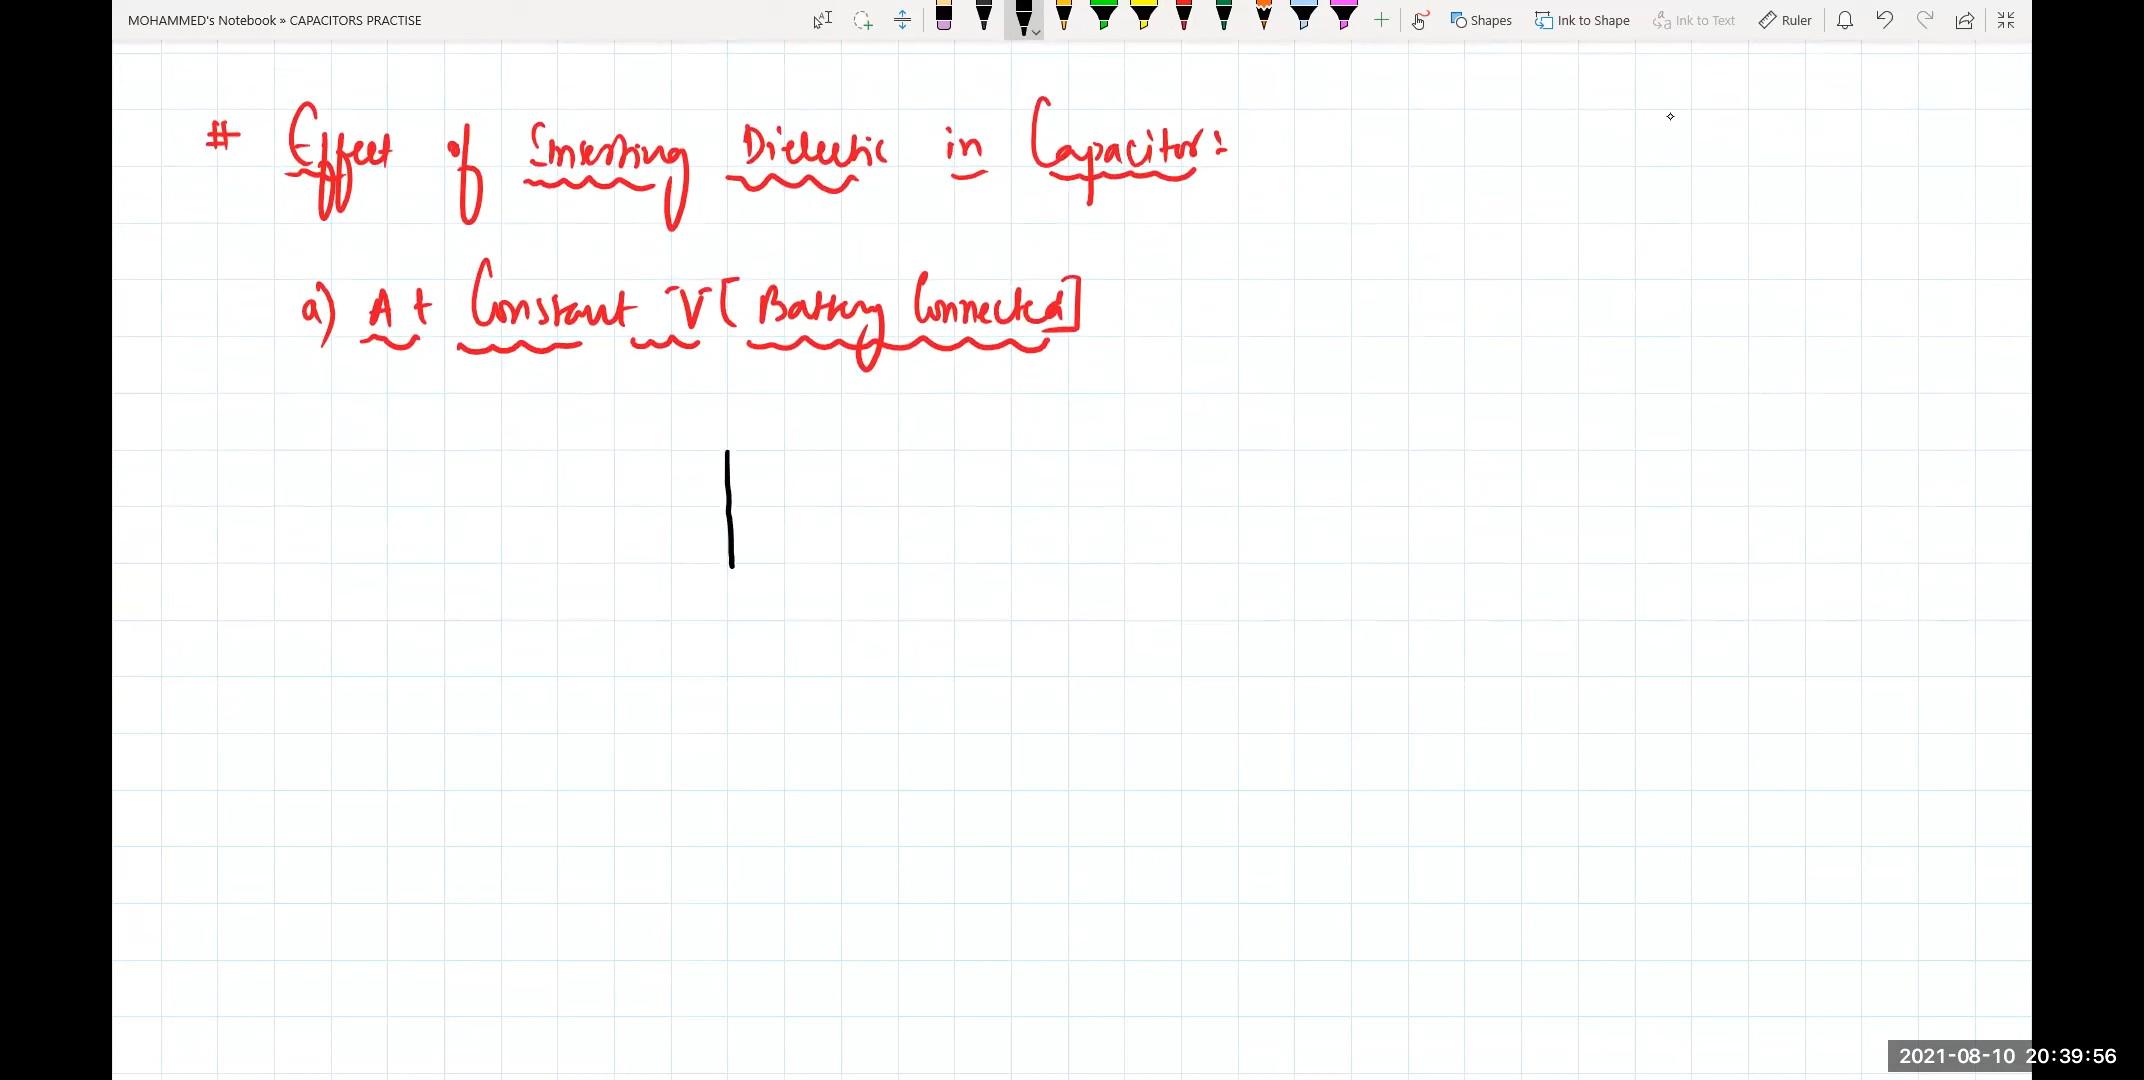 MOHAMMED's Notebook » CAPACITORS PRACTISE
Shapes Ink to Shape Ink to Text Ruler
# Effect of Inserting Dielectric in Capacitor:
a) At Constant V [Battery Connected]
2021-08-10 20:39:56